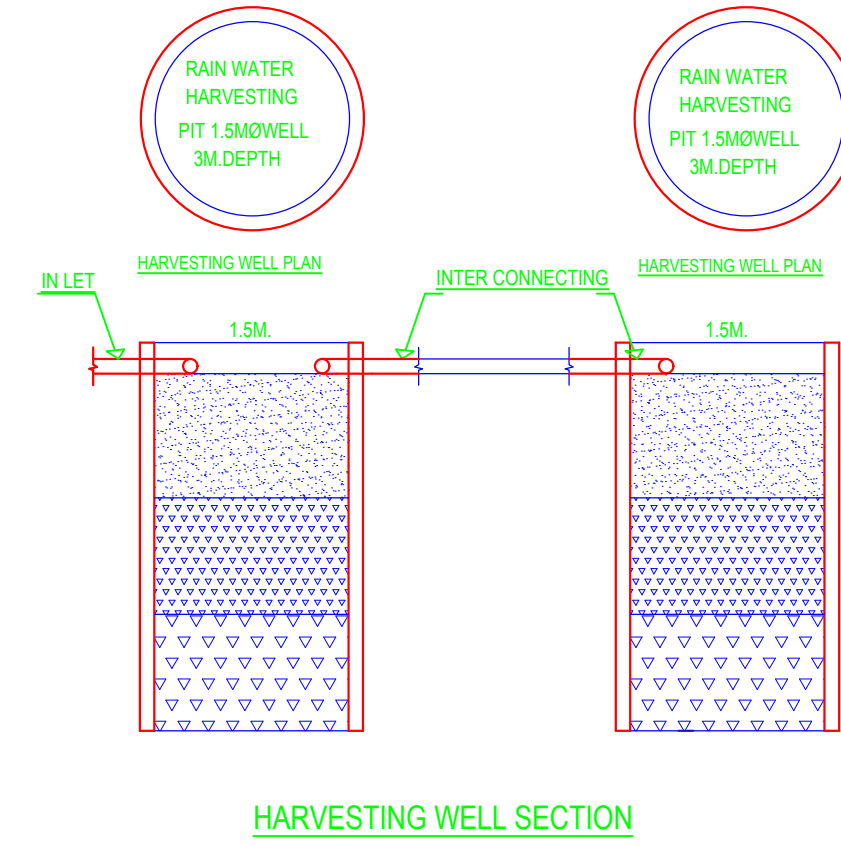 RAIN WATER
HARVESTING
PIT 1.5MØWELL
3M.DEPTH
RAIN WATER
HARVESTING
PIT 1.5MØWELL
3M.DEPTH
HARVESTING WELL PLAN
HARVESTING WELL PLAN
IN LET
INTER CONNECTING
1.5M.
1.5M.
HARVESTING WELL SECTION